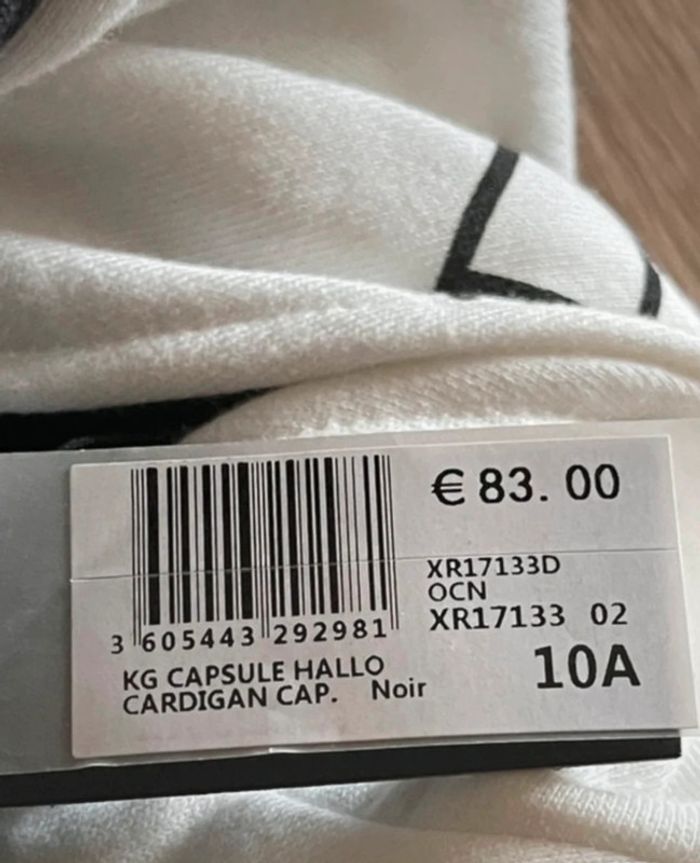 € 83. 00
XR17133D
OCN
XR17133 02
3 605443 292981
KG CAPSULE HALLO
CARDIGAN CAP. Noir
10A